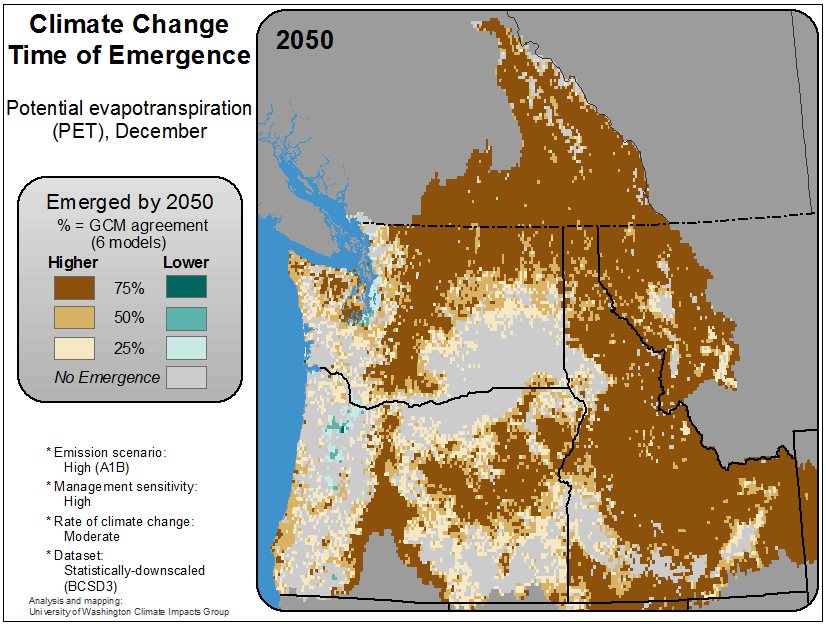 Climate Change
Time of Emergence
Potential evapotranspiration
(PET), December
Emerged by 2050
% = GCM agreement
(6 models)
Higher Lower
75%
50%
25%
No Emergence
* Emission scenario:
High (A1B)
* Management sensitivity:
High
* Rate of climate change:
Moderate
* Dataset:
Statistically-downscaled
(BCSD3)
Analysis and mapping:
University of Washington Climate Impacts Group
2050